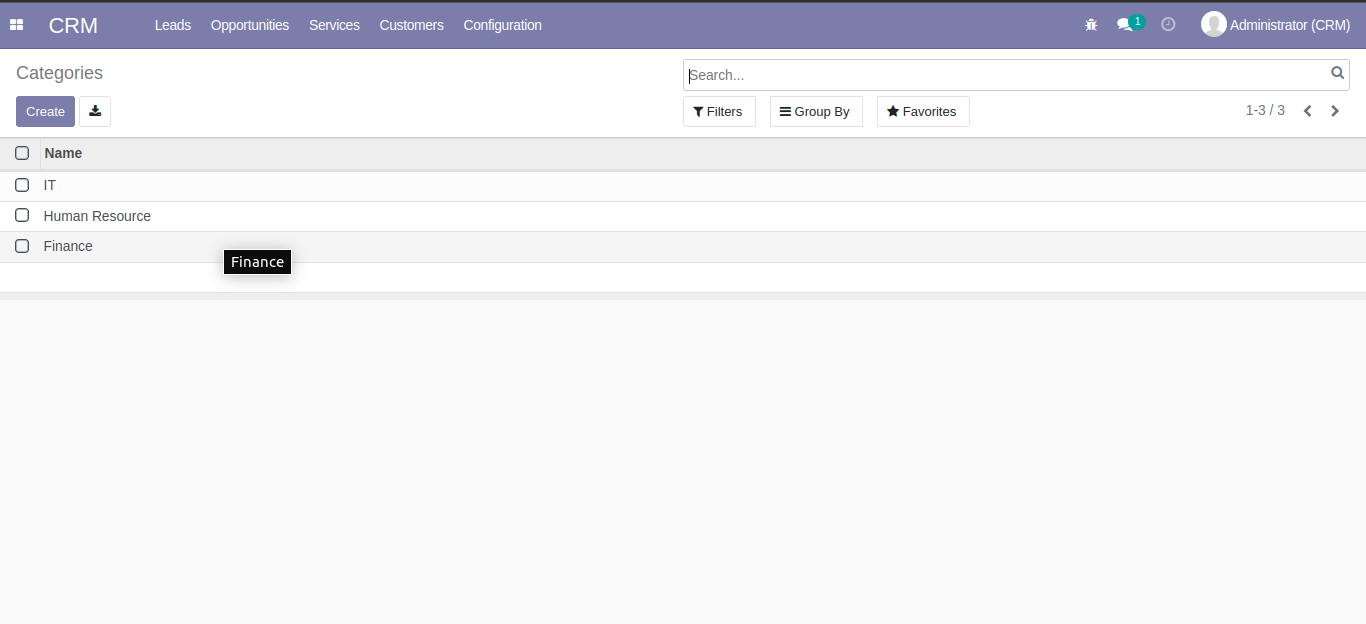 CRM Leads Opportunities Services Customers Configuration 1 Administrator (CRM)
Categories
Search...
Create Filters Group By Favorites 1-3 / 3
Name
IT
Human Resource
Finance
Finance